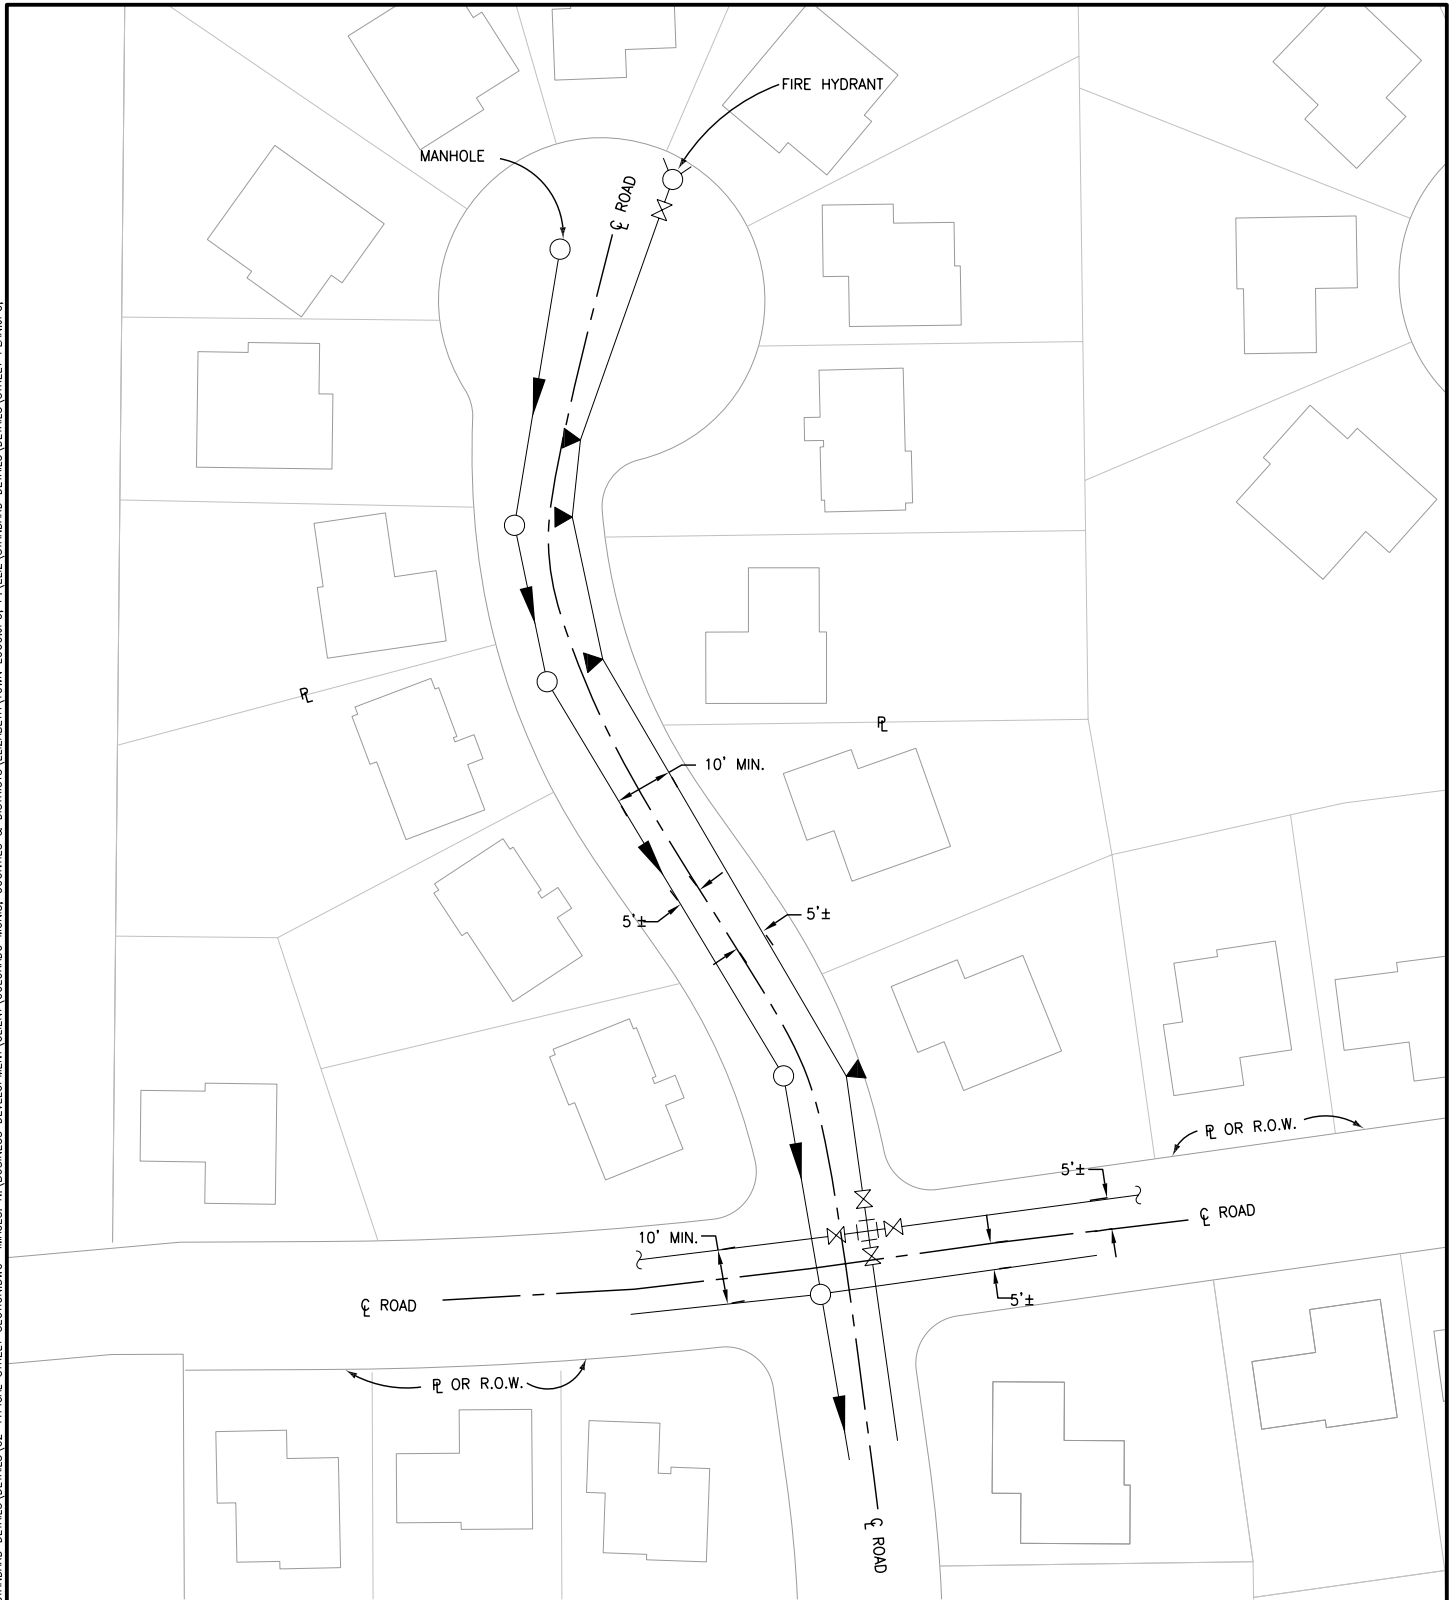 FIRE HYDRANT
MANHOLE
℄ ROAD
℄
℄
10' MIN.
5'±
5'±
℄ OR R.O.W.
5'±
℄ ROAD
10' MIN.
5'±
℄ ROAD
℄ OR R.O.W.
℄ ROAD